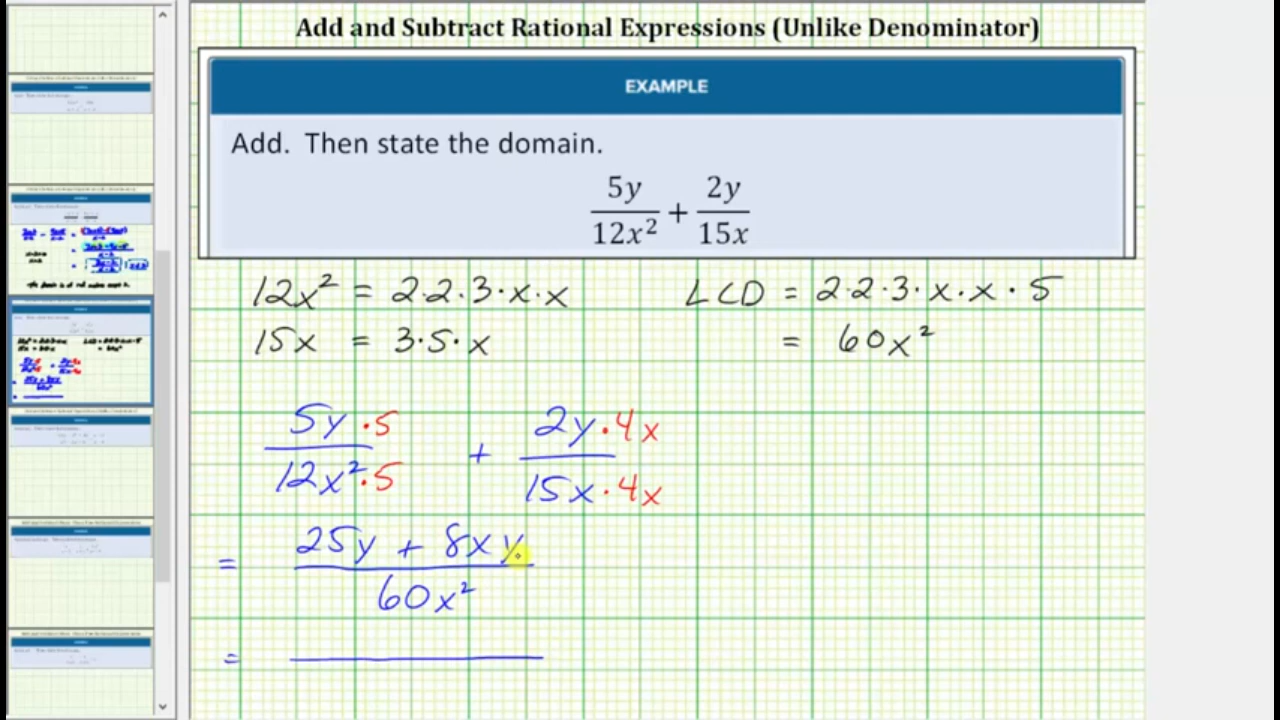 Add and Subtract Rational Expressions (Unlike Denominator)
EXAMPLE
Add. Then state the domain.
5y/12x² + 2y/15x
12x² = 2·2·3·x·x
15x = 3·5·x
LCD = 2·2·3·x·x·5
= 60x²
5y·5/12x²·5 + 2y·4x/15x·4x
= 25y + 8xy/60x²
=